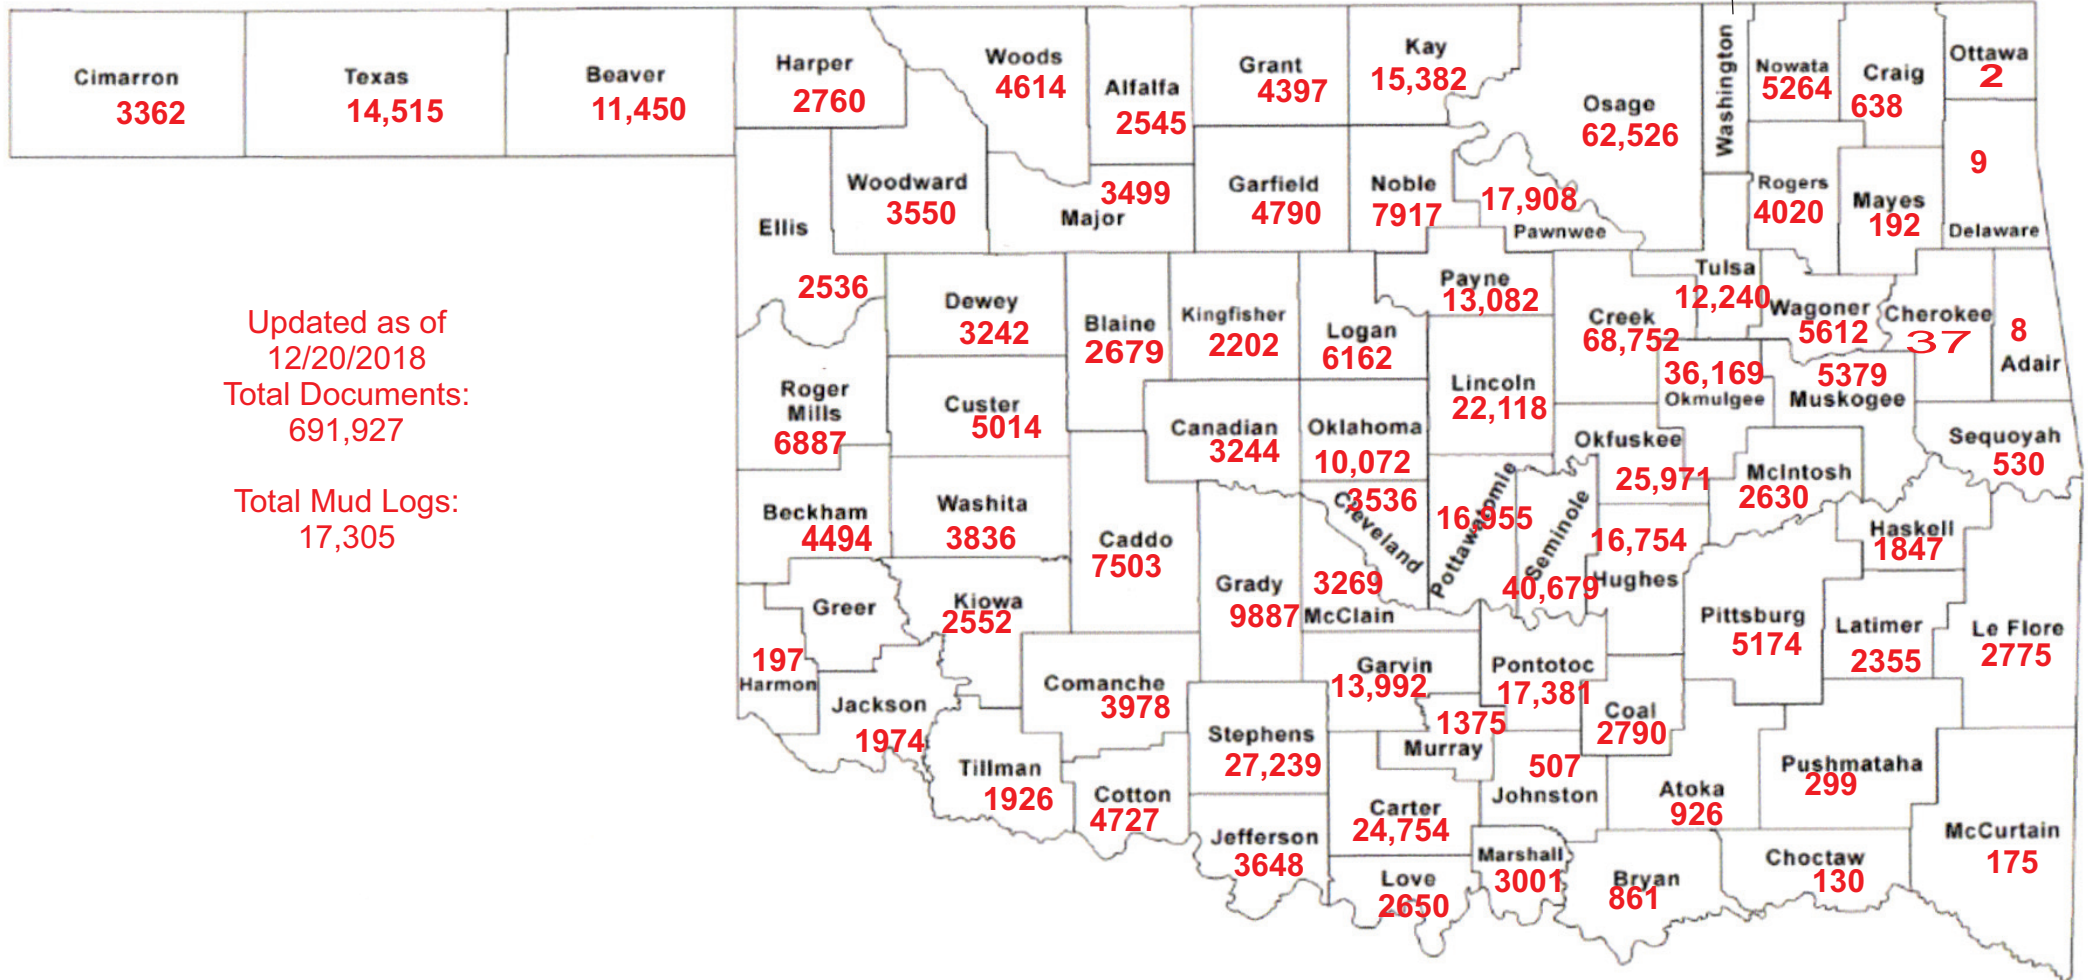 Cimarron
3362
Texas
14,515
Beaver
11,450
Harper
2760
Woods
4614
Alfalfa
2545
Grant
4397
Kay
15,382
Osage
62,526
Washington
Nowata
5264
Craig
638
Ottawa
2
Ellis
2536
Woodward
3550
Major
3499
Garfield
4790
Noble
7917
17,908
Pawnwee
Rogers
4020
Mayes
192
9
Delaware
Updated as of
12/20/2018
Total Documents:
691,927
Total Mud Logs:
17,305
Dewey
3242
Blaine
2679
Kingfisher
2202
Logan
6162
Payne
13,082
Creek
68,752
Tulsa
12,240
Wagoner
5612
Cherokee
37
8
Adair
Roger
Mills
6887
Custer
5014
Canadian
3244
Oklahoma
10,072
Lincoln
22,118
36,169
Okmulgee
5379
Muskogee
Okfuskee
25,971
McIntosh
2630
Sequoyah
530
Beckham
4494
Washita
3836
Caddo
7503
Grady
9887
3536
Cleveland
3269
McClain
16,955
Pottawatomie
Seminole
40,679
16,754
Hughes
Haskell
1847
Pittsburg
5174
Latimer
2355
Le Flore
2775
Greer
Kiowa
2552
197
Harmon
Jackson
1974
Comanche
3978
Tillman
1926
Cotton
4727
Stephens
27,239
Jefferson
3648
Garvin
13,992
1375
Murray
Pontotoc
17,381
Coal
2790
507
Johnston
Atoka
926
Pushmataha
299
McCurtain
175
Carter
24,754
Love
2650
Marshall
3001
Bryan
861
Choctaw
130